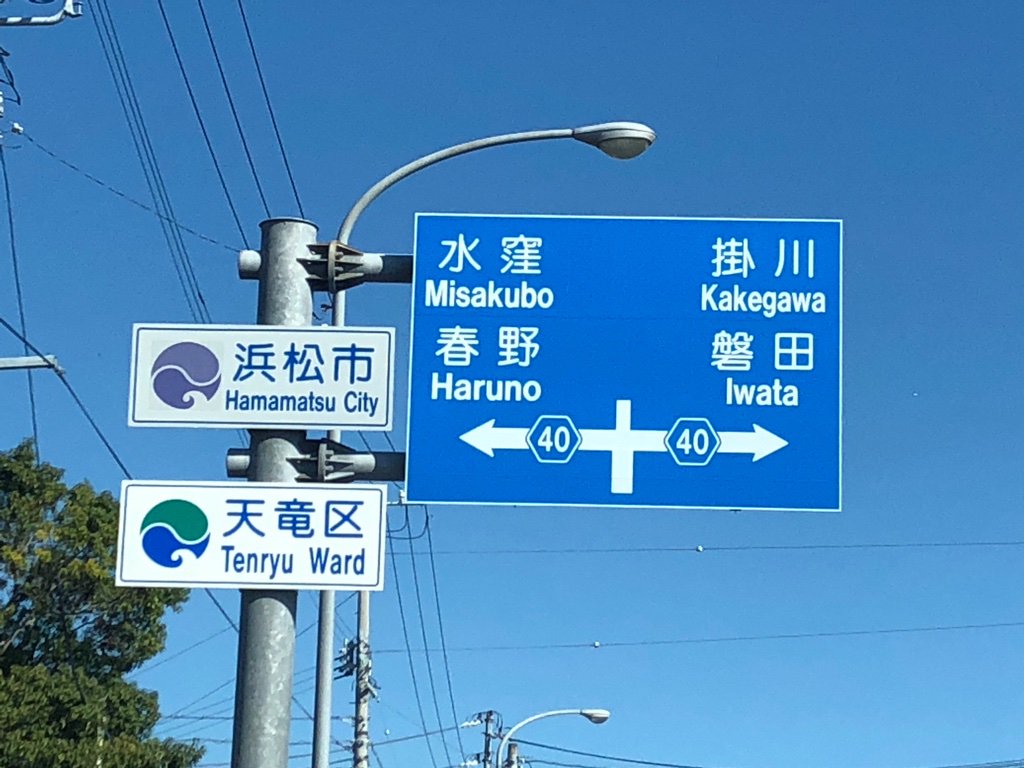 浜松市
Hamamatsu City
天竜区
Tenryu Ward
水窪
Misakubo
春野
Haruno
掛川
Kakegawa
磐田
Iwata
40
40